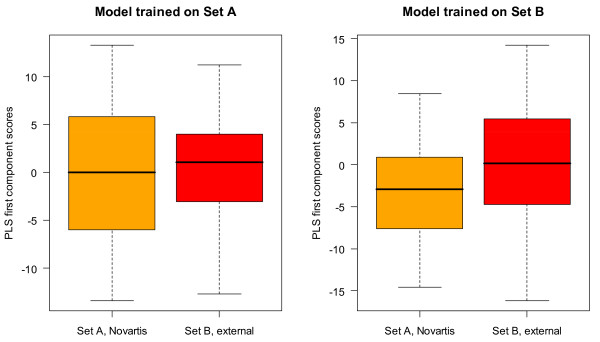 Model trained on Set A
PLS first component scores
10
5
0
-5
-10
Set A, Novartis
Set B, external
Model trained on Set B
PLS first component scores
15
10
5
0
-5
-10
-15
Set A, Novartis
Set B, external